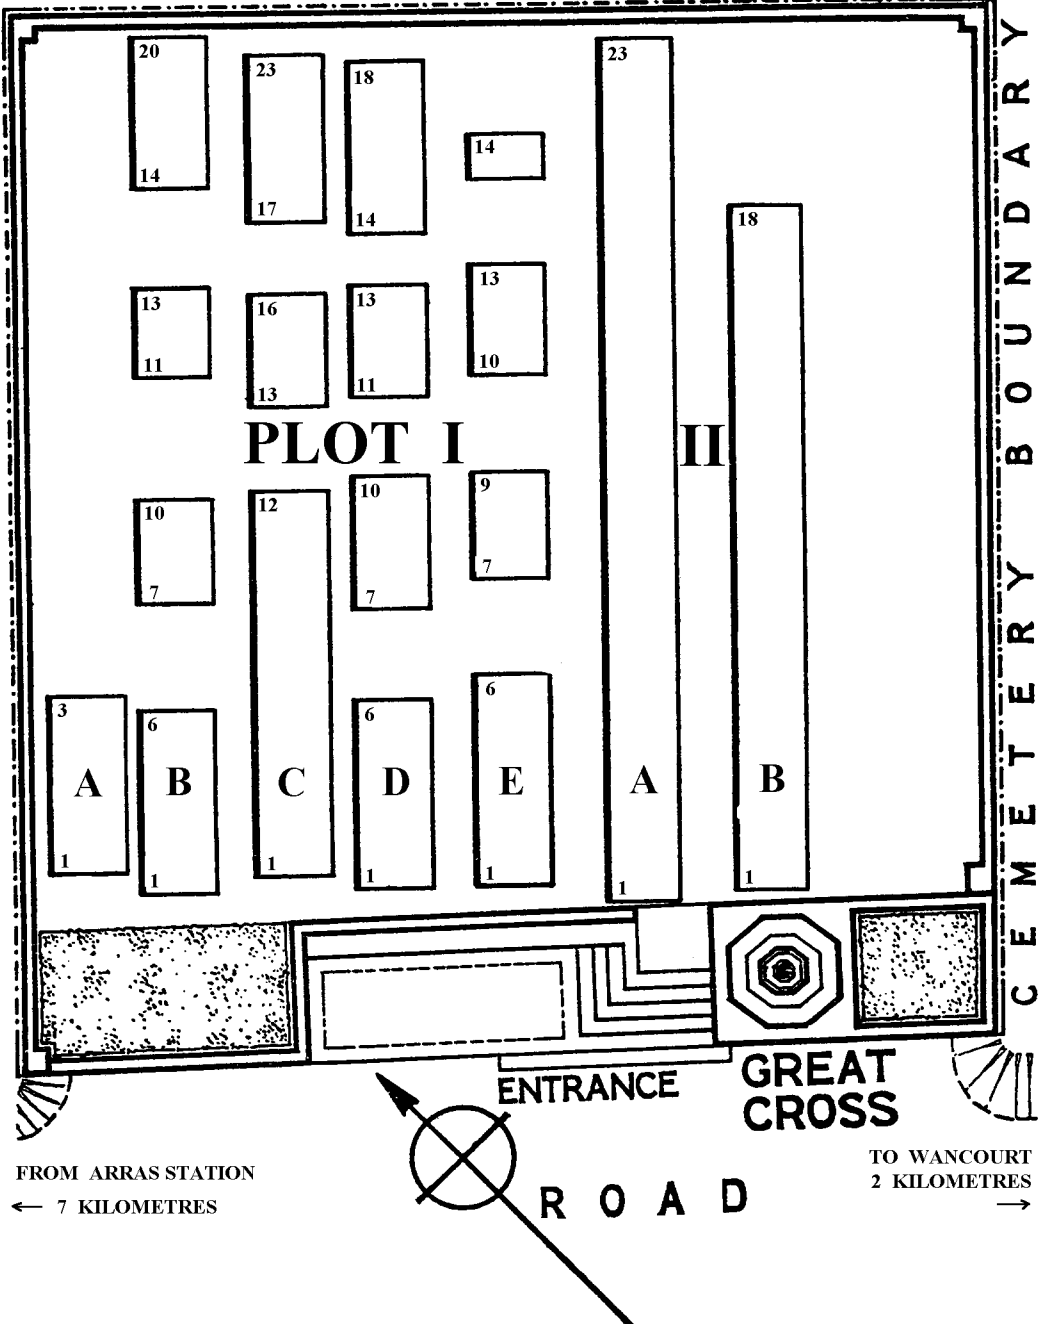 20
23
18
23
14
14
17
14
18
13
13
16
13
10
11
13
11
PLOT I
II
10
12
10
9
7
7
7
3
6
6
6
A
B
C
D
E
A
B
1
1
1
1
1
1
1
CEMETERY BOUNDARY
ENTRANCE
GREAT
CROSS
FROM ARRAS STATION
← 7 KILOMETRES
ROAD
TO WANCOURT
2 KILOMETRES
→